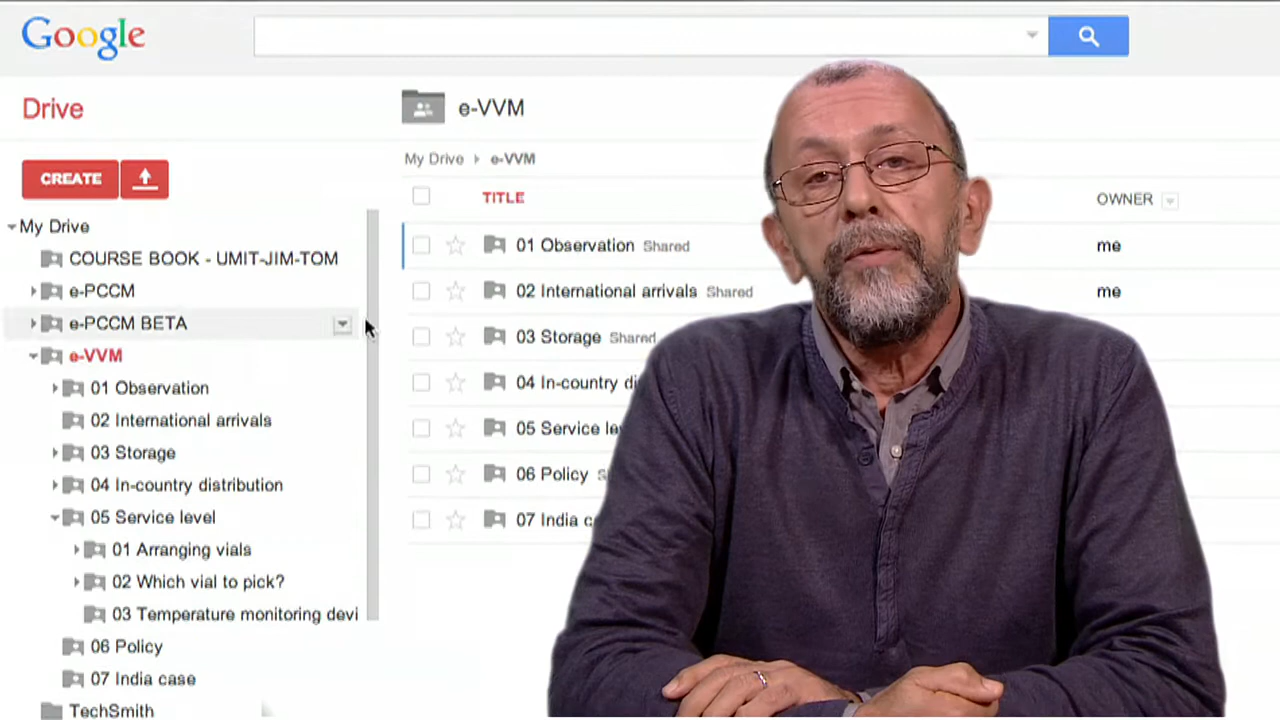 Google
Drive
CREATE
My Drive
COURSE BOOK - UMIT-JIM-TOM
e-PCCM
e-PCCM BETA
e-VVM
01 Observation
02 International arrivals
03 Storage
04 In-country distribution
05 Service level
01 Arranging vials
02 Which vial to pick?
03 Temperature monitoring devi
06 Policy
07 India case
TechSmith
e-VVM
My Drive e-VVM
TITLE OWNER
01 Observation Shared me
02 International arrivals Shared me
03 Storage Shared
04 In-country di
05 Service lev
06 Policy S
07 India c